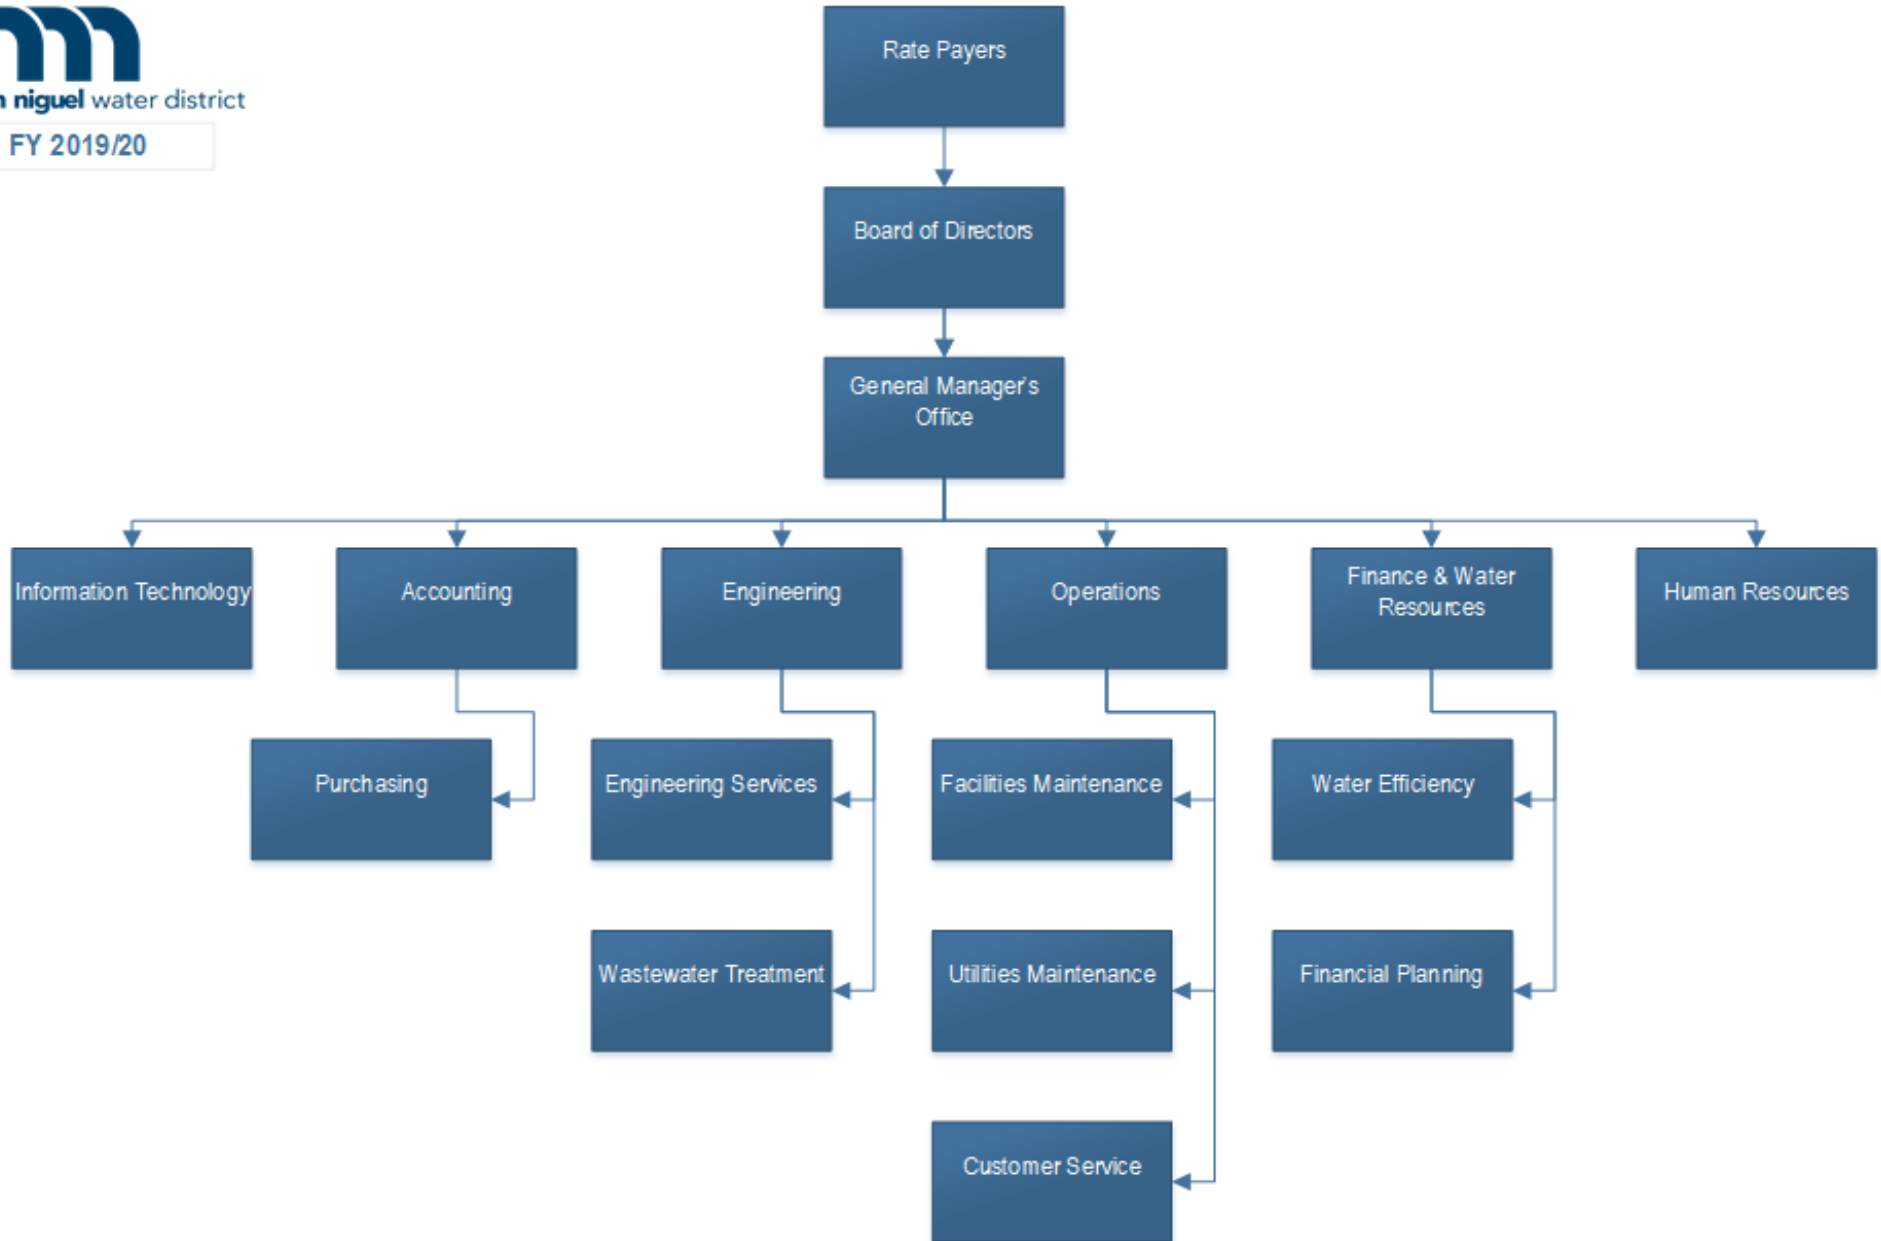 niguel water district
FY 2019/20
Rate Payers
Board of Directors
General Manager's
Office
Information Technology
Accounting
Engineering
Operations
Finance & Water
Resources
Human Resources
Purchasing
Engineering Services
Facilities Maintenance
Water Efficiency
Wastewater Treatment
Utilities Maintenance
Financial Planning
Customer Service